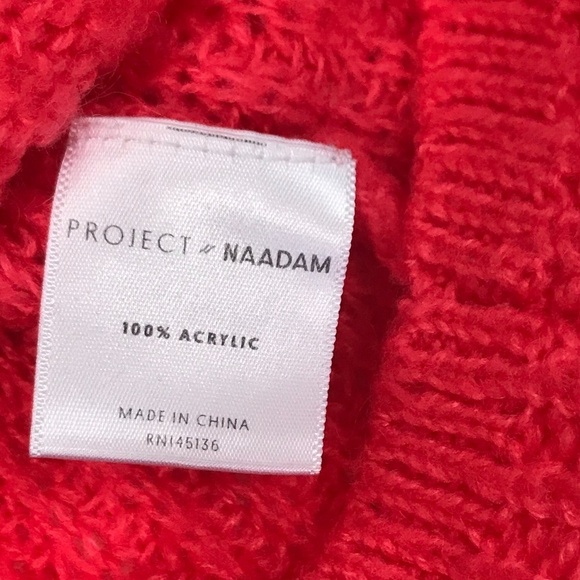 PROJECT // NAADAM
100% ACRYLIC
MADE IN CHINA
RN145136